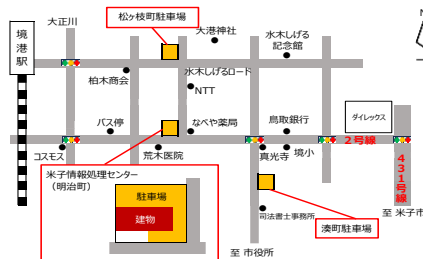 松ヶ枝町駐車場
大正川
大港神社
境港駅
水木しげる
記念館
柏木商会
水木しげるロード
NTT
バス停
なべや薬局
鳥取銀行
ダイレックス
2号線
コスモス
荒木医院
真光寺
境小
431号線
米子情報処理センター
(明治町)
駐車場
建物
司法書士事務所
湊町駐車場
至 米子市
至 市役所